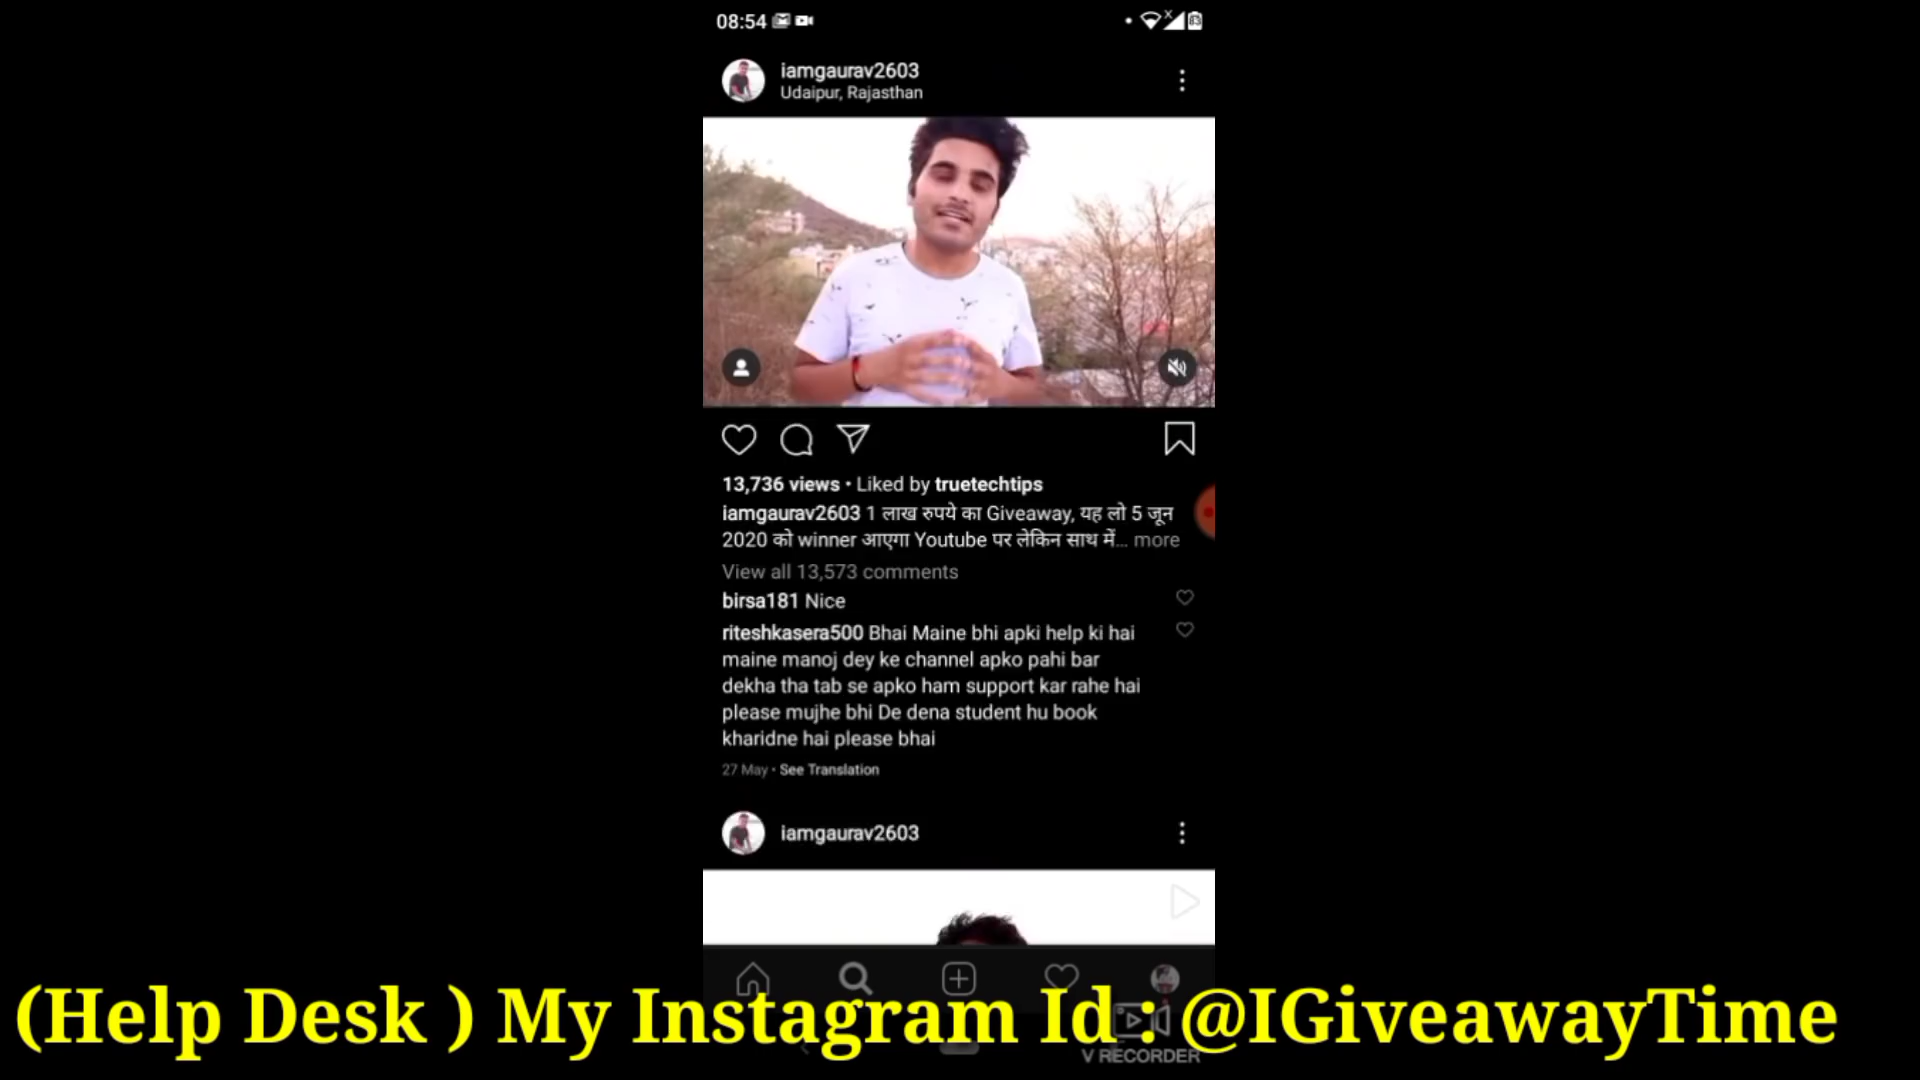 08:54
iamgaurav2603
Udaipur, Rajasthan
13,736 views • Liked by truetechtips
iamgaurav2603 1 लाख रुपये का Giveaway, यह लो 5 जून
2020 को winner आएगा Youtube पर लेकिन साथ में... more
View all 13,573 comments
birsa181 Nice
riteshkasera500 Bhai Maine bhi apki help ki hai
maine manoj dey ke channel apko pahi bar
dekha tha tab se apko ham support kar rahe hai
please mujhe bhi De dena student hu book
kharidne hai please bhai
27 May • See Translation
iamgaurav2603
(Help Desk ) My Instagram Id : @IGiveawayTime
V RECORDER